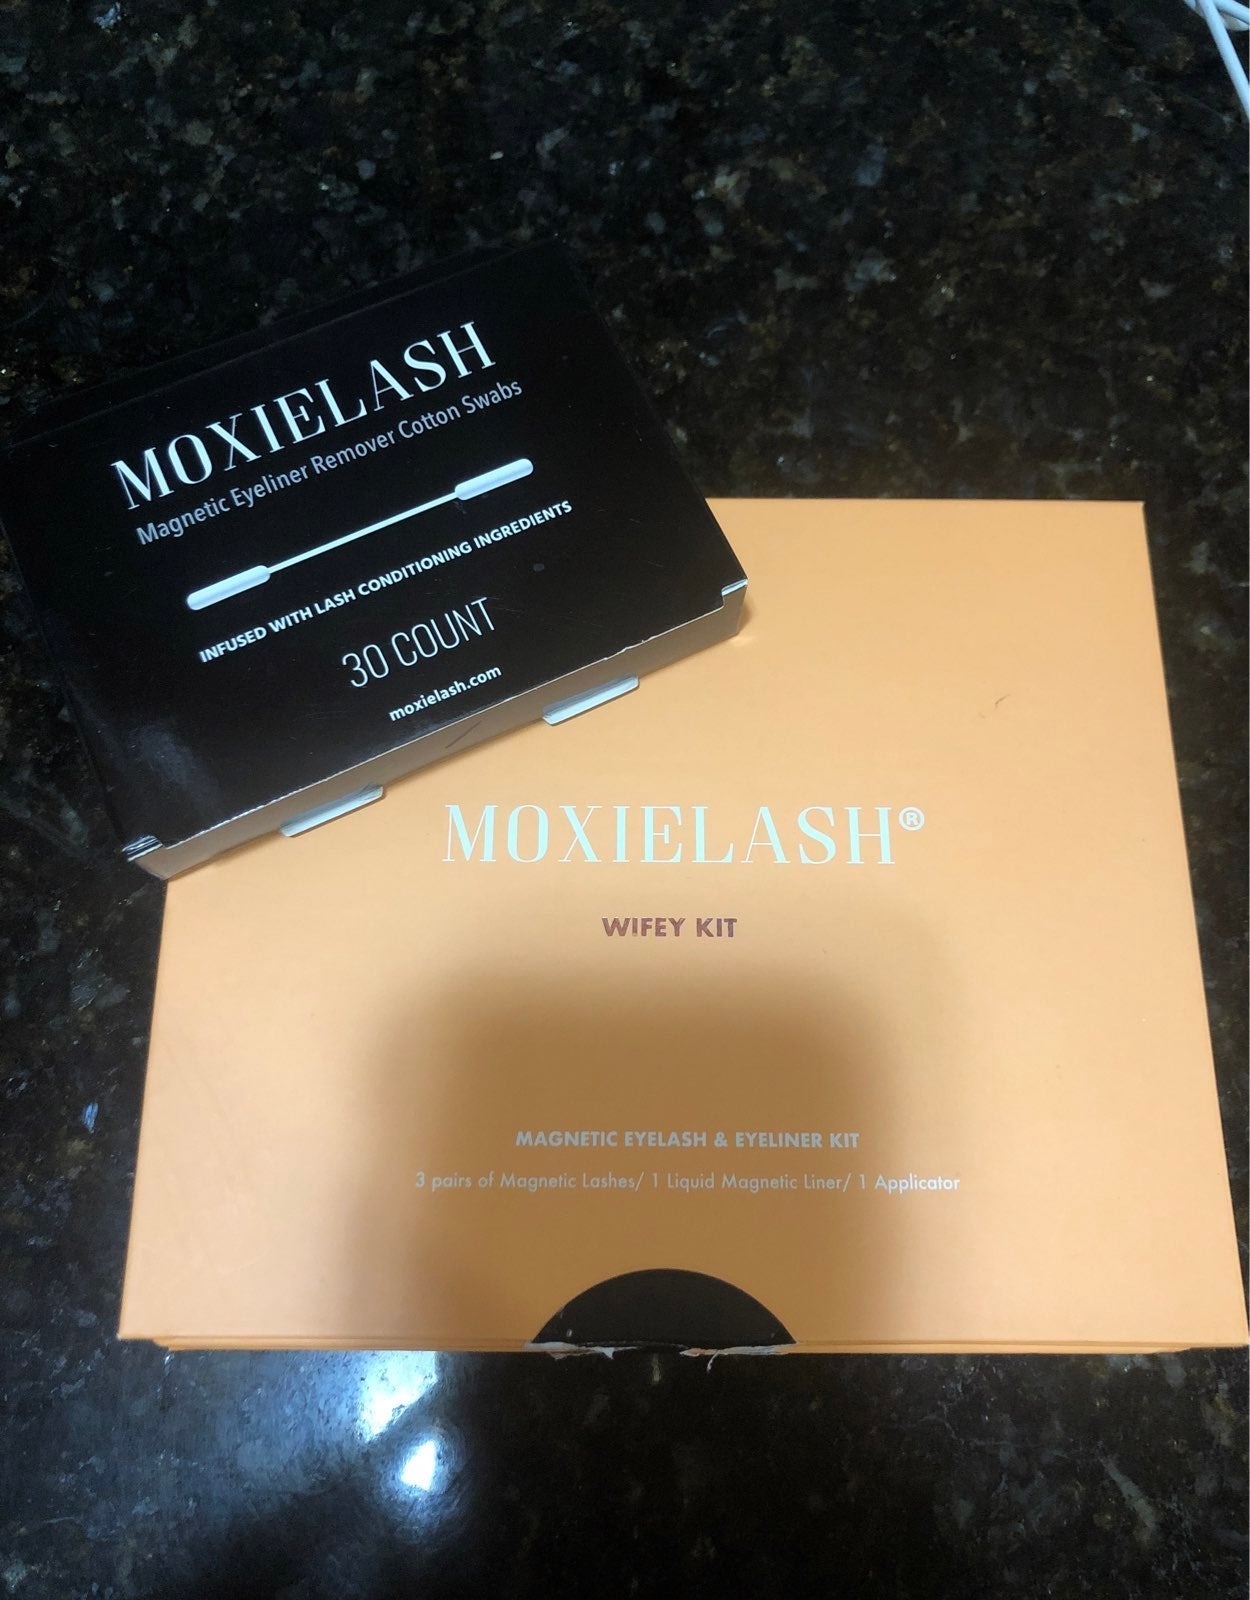 MOXIELASH
Magnetic Eyeliner Remover Cotton Swabs
INFUSED WITH LASH CONDITIONING INGREDIENTS
30 COUNT
moxielash.com
MOXIELASH®
WIFEY KIT
MAGNETIC EYELASH & EYELINER KIT
3 pairs of Magnetic Lashes/ 1 Liquid Magnetic Liner/ 1 Applicator